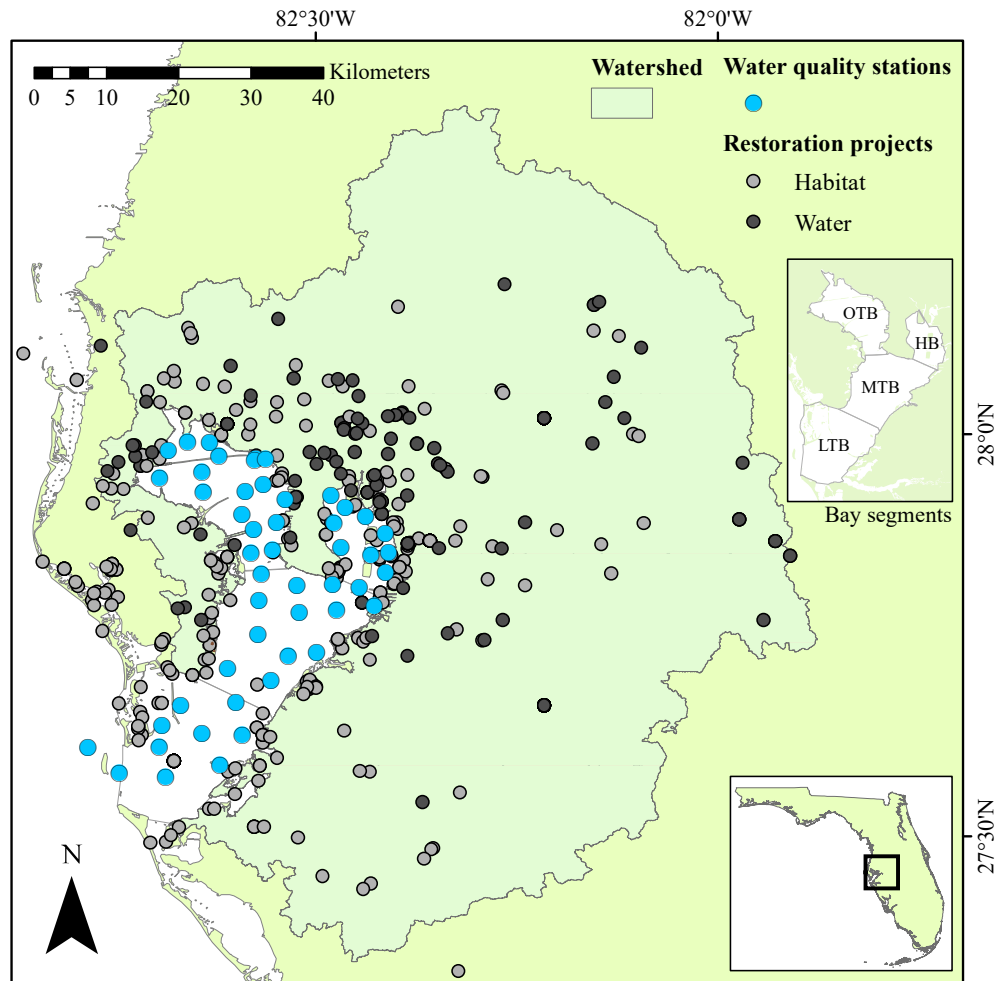 82°30'W 82°0'W
Kilometers
0 5 10 20 30 40
Watershed Water quality stations
Restoration projects
Habitat
Water
OTB
HB
MTB
LTB
Bay segments
28°0'N
27°30'N
N